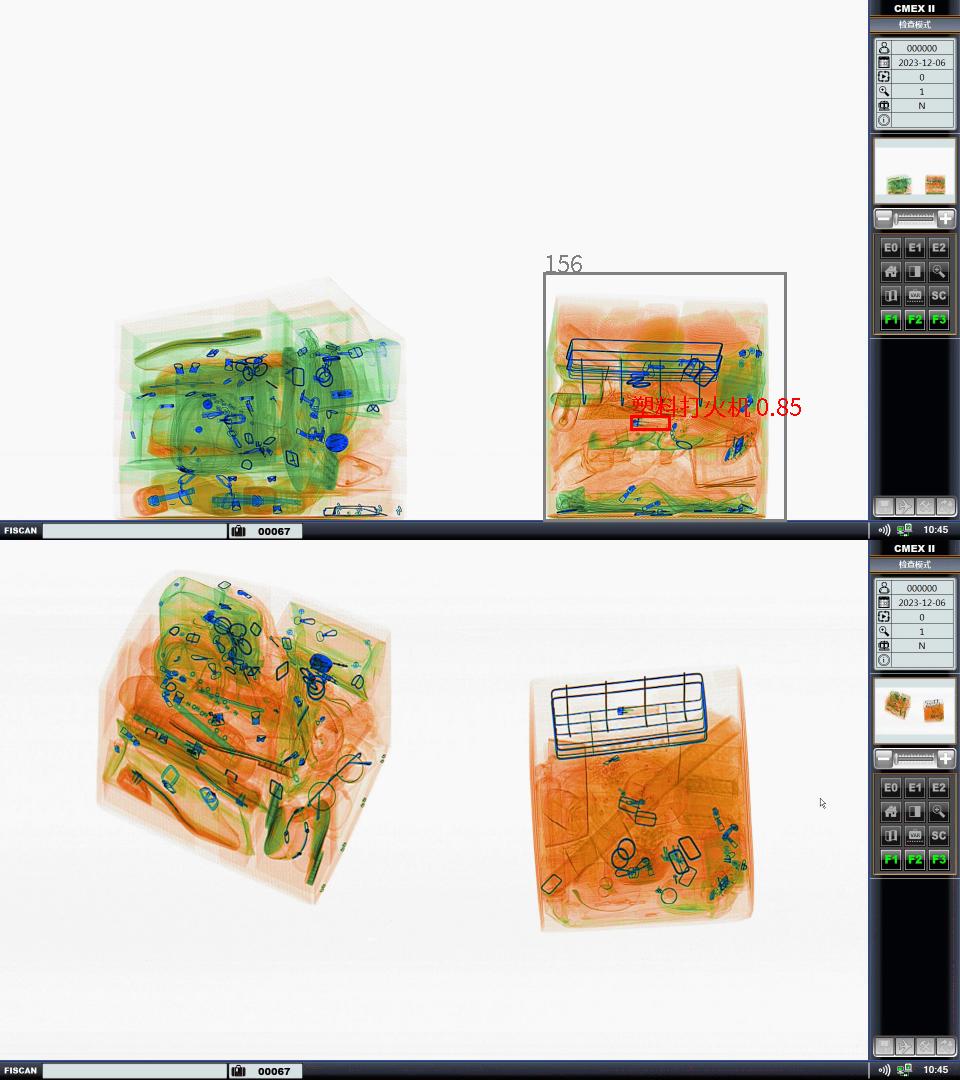 CMEX II
检查模式
000000
2023-12-06
0
1
N
E0 E1 E2
SC
F1 F2 F3
156
塑料打火机 0.85
FISCAN
00067
10:45
CMEX II
检查模式
000000
2023-12-06
0
1
N
E0 E1 E2
SC
F1 F2 F3
FISCAN
00067
10:45